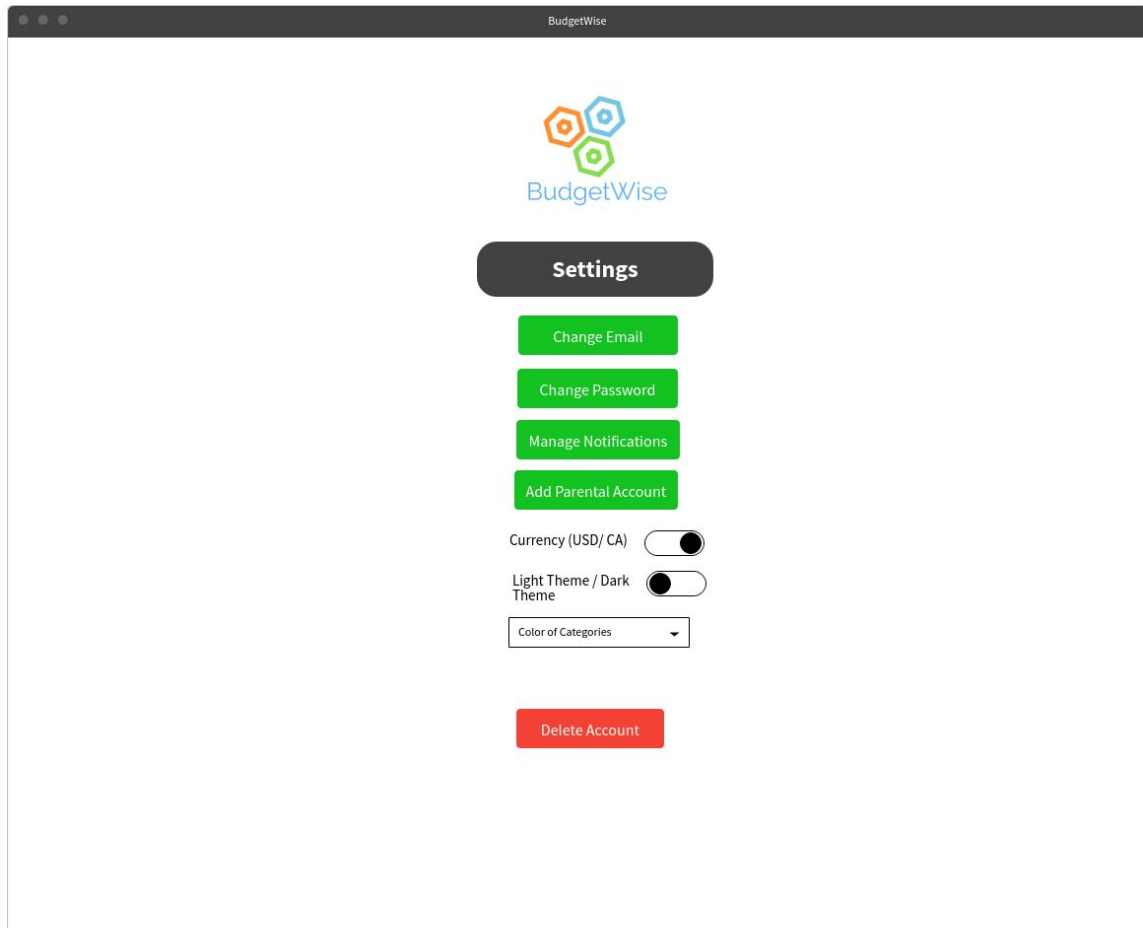 BudgetWise
BudgetWise
Settings
Change Email
Change Password
Manage Notifications
Add Parental Account
Currency (USD/ CA)
Light Theme / Dark
Theme
Color of Categories
Delete Account